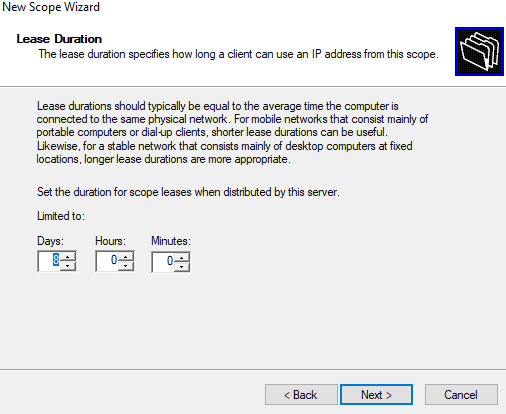 New Scope Wizard
Lease Duration
The lease duration specifies how long a client can use an IP address from this scope.
Lease durations should typically be equal to the average time the computer is
connected to the same physical network. For mobile networks that consist mainly of
portable computers or dial-up clients, shorter lease durations can be useful.
Likewise, for a stable network that consists mainly of desktop computers at fixed
locations, longer lease durations are more appropriate.
Set the duration for scope leases when distributed by this server.
Limited to:
Days: Hours: Minutes:
8 0 0
< Back Next > Cancel